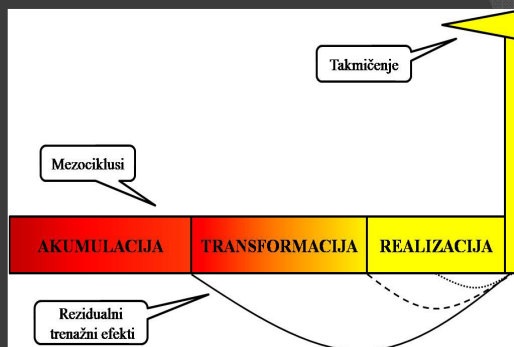 Takmičenje
Mezociklusi
AKUMULACIJA
TRANSFORMACIJA
REALIZACIJA
Rezidualni
trenažni efekti